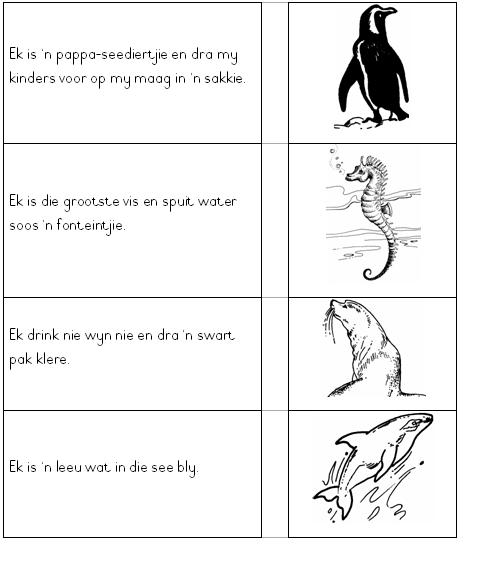 Ek is 'n pappa-seediertjie en dra my
kinders voor op my maag in 'n sakkie.
Ek is die grootste vis en spuit water
soos 'n fonteintjie.
Ek drink nie wyn nie en dra 'n swart
pak klere.
Ek is 'n leeu wat in die see bly.